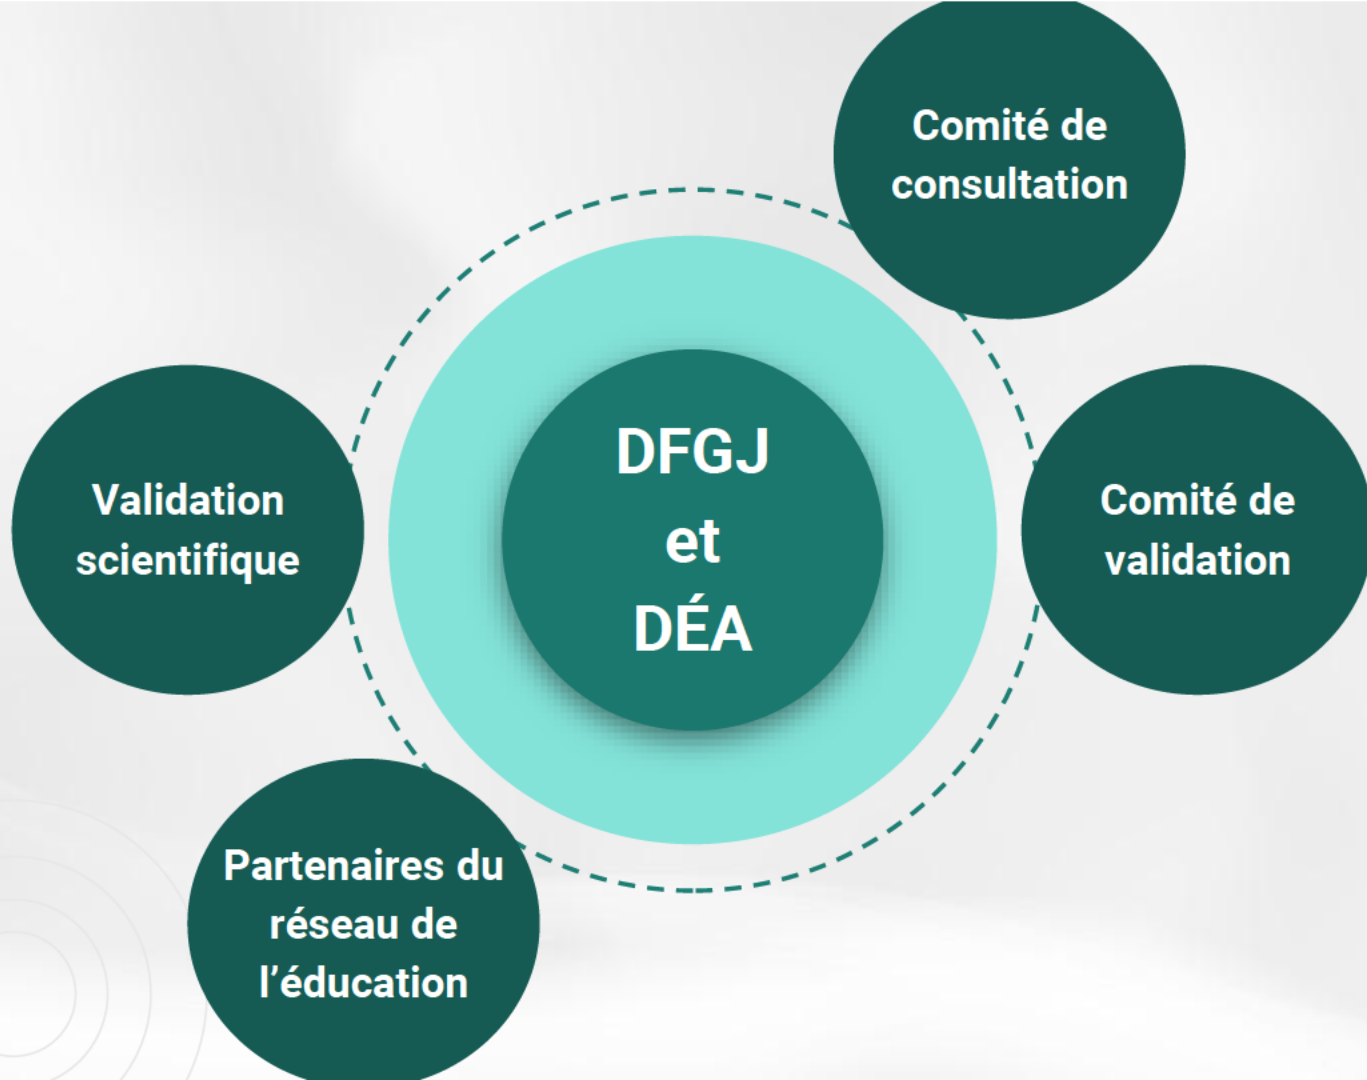 Comité de
consultation
DFGJ
et
DÉA
Validation
scientifique
Comité de
validation
Partenaires du
réseau de
l’éducation